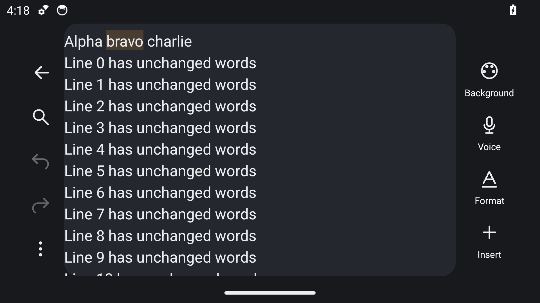 4:18
Alpha bravo charlie
Line 0 has unchanged words
Line 1 has unchanged words
Line 2 has unchanged words
Line 3 has unchanged words
Line 4 has unchanged words
Line 5 has unchanged words
Line 6 has unchanged words
Line 7 has unchanged words
Line 8 has unchanged words
Line 9 has unchanged words
Background
Voice
Format
Insert